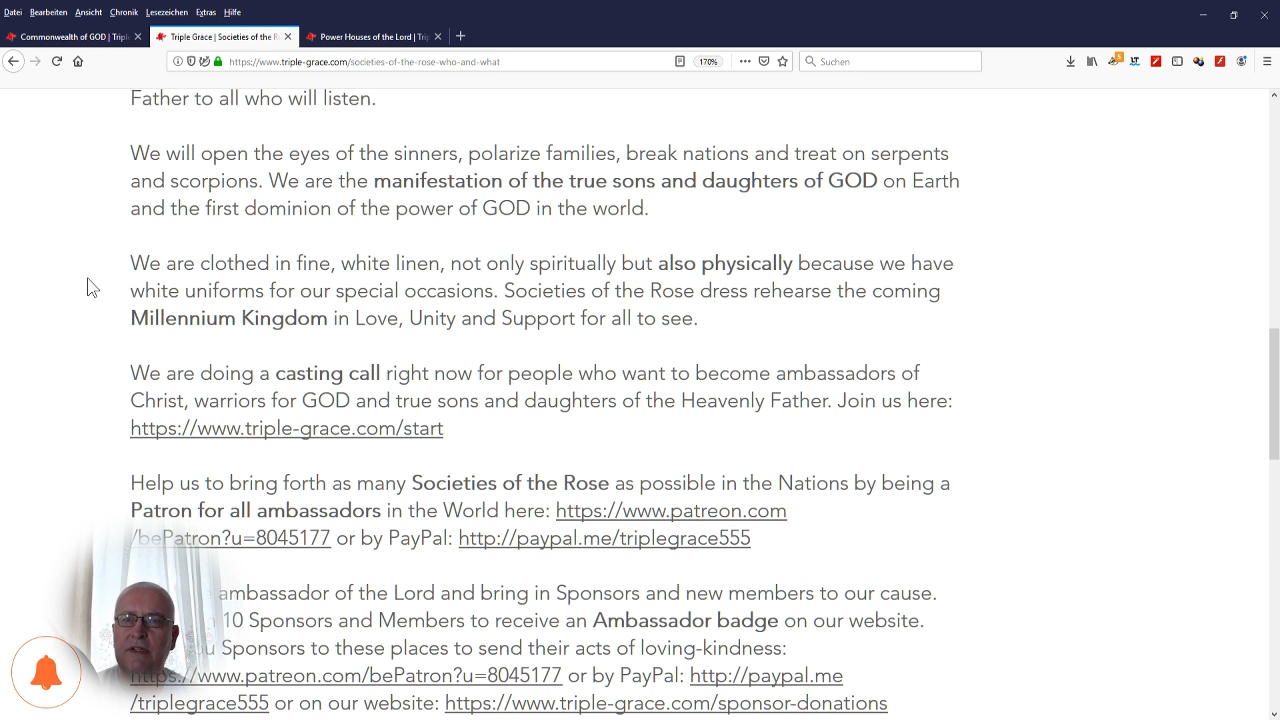 Datei Bearbeiten Ansicht Chronik Lesezeichen Extras Hilfe
Commonwealth of GOD | Triple
Triple Grace | Societies of the Ro
Power Houses of the Lord | Trip
https://www.triple-grace.com/societies-of-the-rose-who-and-what
170%
Suchen
Father to all who will listen.
We will open the eyes of the sinners, polarize families, break nations and treat on serpents
and scorpions. We are the manifestation of the true sons and daughters of GOD on Earth
and the first dominion of the power of GOD in the world.
We are clothed in fine, white linen, not only spiritually but also physically because we have
white uniforms for our special occasions. Societies of the Rose dress rehearse the coming
Millennium Kingdom in Love, Unity and Support for all to see.
We are doing a casting call right now for people who want to become ambassadors of
Christ, warriors for GOD and true sons and daughters of the Heavenly Father. Join us here:
https://www.triple-grace.com/start
Help us to bring forth as many Societies of the Rose as possible in the Nations by being a
Patron for all ambassadors in the World here: https://www.patreon.com
/bePatron?u=8045177 or by PayPal: http://paypal.me/triplegrace555
ambassador of the Lord and bring in Sponsors and new members to our cause.
10 Sponsors and Members to receive an Ambassador badge on our website.
Sponsors to these places to send their acts of loving-kindness:
https://www.patreon.com/bePatron?u=8045177 or by PayPal: http://paypal.me
/triplegrace555 or on our website: https://www.triple-grace.com/sponsor-donations